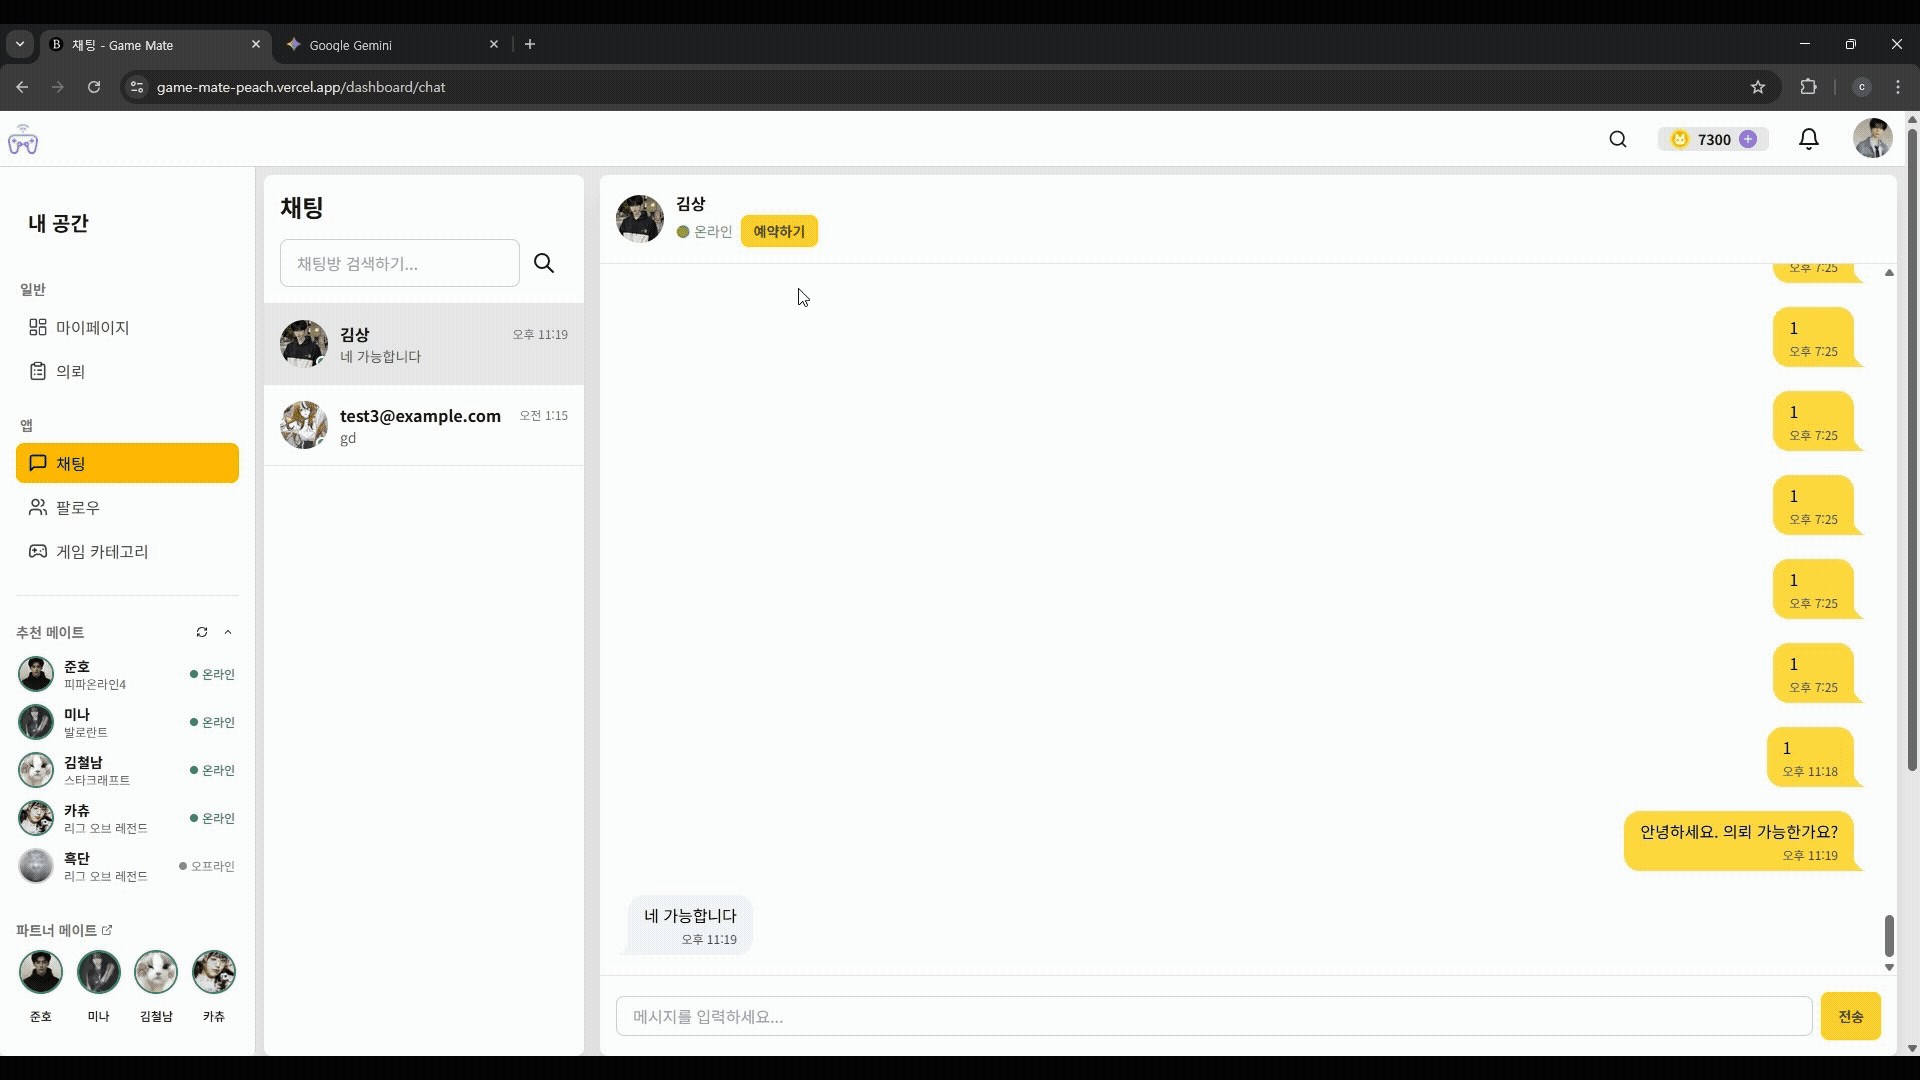 채팅 - Game Mate
Google Gemini
game-mate-peach.vercel.app/dashboard/chat
C
7300
내 공간
일반
마이페이지
의뢰
앱
채팅
팔로우
게임 카테고리
추천 메이트
준호
피파온라인4
온라인
미나
발로란트
온라인
김철남
스타크래프트
온라인
카츄
리그 오브 레전드
온라인
흑단
리그 오브 레전드
오프라인
파트너 메이트
준호
미나
김철남
카츄
채팅
채팅방 검색하기...
김상
오후 11:19
네 가능합니다
test3@example.com
오전 1:15
gd
김상
온라인
예약하기
오후 7:25
1
오후 7:25
1
오후 7:25
1
오후 7:25
1
오후 7:25
1
오후 7:25
1
오후 11:18
안녕하세요. 의뢰 가능한가요?
오후 11:19
네 가능합니다
오후 11:19
메시지를 입력하세요...
전송